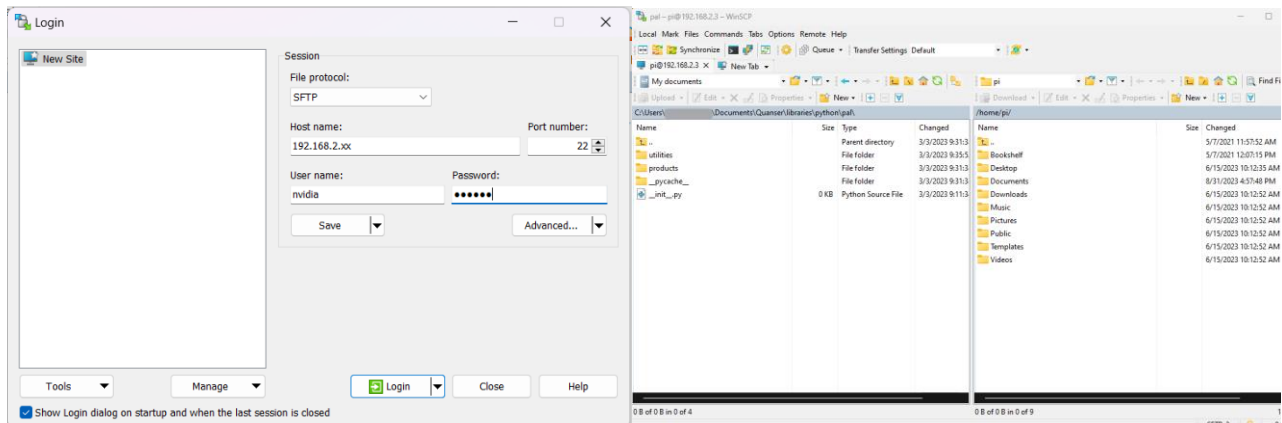 Login
New Site
Session
File protocol:
SFTP
Host name:
Port number:
192.168.2.xx
22
User name:
Password:
nvidia
••••••
Save
Advanced...
Tools
Manage
Login
Close
Help
Show Login dialog on startup and when the last session is closed
pal – pi@192.168.2.3 – WinSCP
Local Mark Files Commands Tabs Options Remote Help
Synchronize
Queue
Transfer Settings Default
pi@192.168.2.3 × New Tab
My documents
Upload Edit Properties New
C:\Users\ \Documents\Quanser\libraries\python\pal\
Name Size Type Changed
.. Parent directory 3/3/2023 9:31:3
utilities File folder 3/3/2023 9:35:5
products File folder 3/3/2023 9:31:3
__pycache__ File folder 3/3/2023 9:31:3
__init__.py 0 KB Python Source File 3/3/2023 9:11:3
0 B of 0 B in 0 of 4
pi
Find Fi
Download Edit Properties New
/home/pi/
Name Size Changed
.. 5/7/2021 11:57:52 AM
Bookshelf 5/7/2021 12:07:15 PM
Desktop 6/15/2023 10:12:35 AM
Documents 8/31/2023 4:57:48 PM
Downloads 6/15/2023 10:12:52 AM
Music 6/15/2023 10:12:52 AM
Pictures 6/15/2023 10:12:52 AM
Public 6/15/2023 10:12:52 AM
Templates 6/15/2023 10:12:52 AM
Videos 6/15/2023 10:12:52 AM
0 B of 0 B in 0 of 9